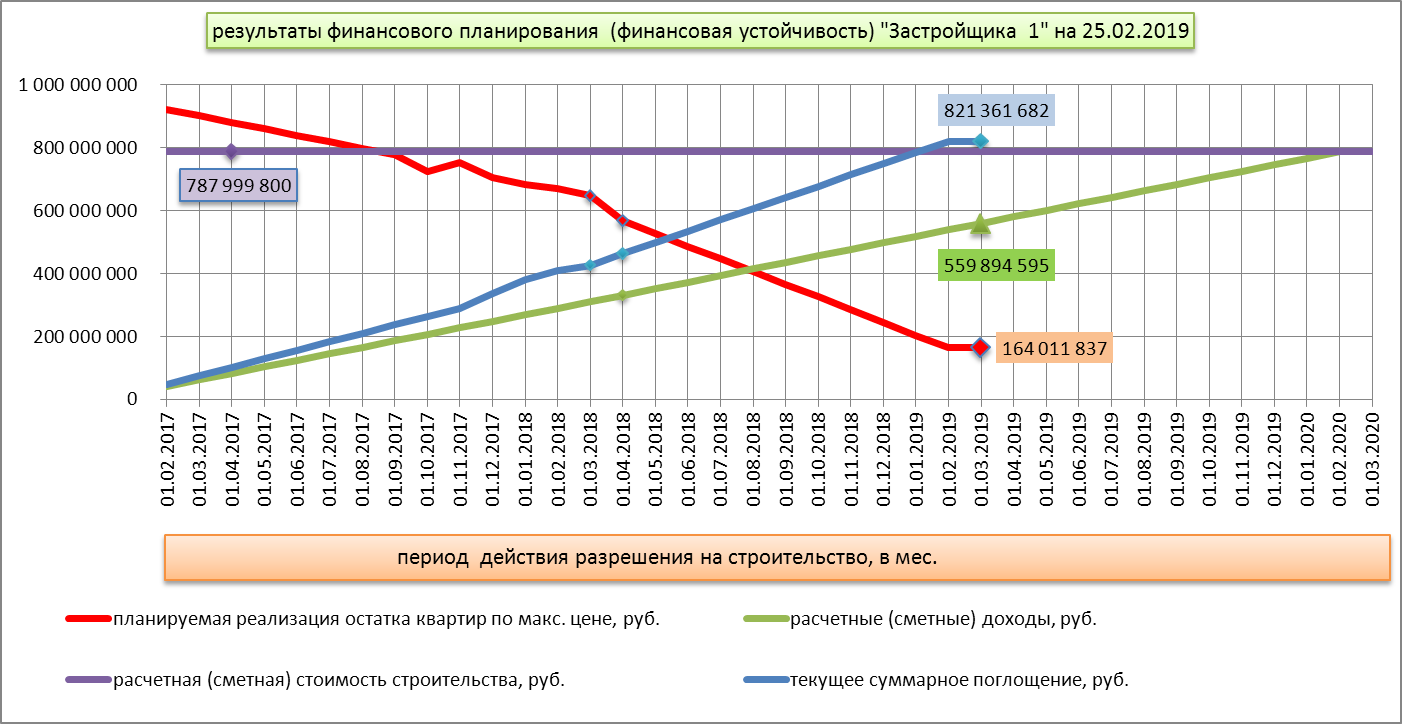 результаты финансового планирования (финансовая устойчивость) "Застройщика 1" на 25.02.2019
1 000 000 000
800 000 000
600 000 000
400 000 000
200 000 000
0
821 361 682
787 999 800
559 894 595
164 011 837
01.02.2017
01.03.2017
01.04.2017
01.05.2017
01.06.2017
01.07.2017
01.08.2017
01.09.2017
01.10.2017
01.11.2017
01.12.2017
01.01.2018
01.02.2018
01.03.2018
01.04.2018
01.05.2018
01.06.2018
01.07.2018
01.08.2018
01.09.2018
01.10.2018
01.11.2018
01.12.2018
01.01.2019
01.02.2019
01.03.2019
01.04.2019
01.05.2019
01.06.2019
01.07.2019
01.08.2019
01.09.2019
01.10.2019
01.11.2019
01.12.2019
01.01.2020
01.02.2020
01.03.2020
период действия разрешения на строительство, в мес.
планируемая реализация остатка квартир по макс. цене, руб.
расчетные (сметные) доходы, руб.
расчетная (сметная) стоимость строительства, руб.
текущее суммарное поглощение, руб.